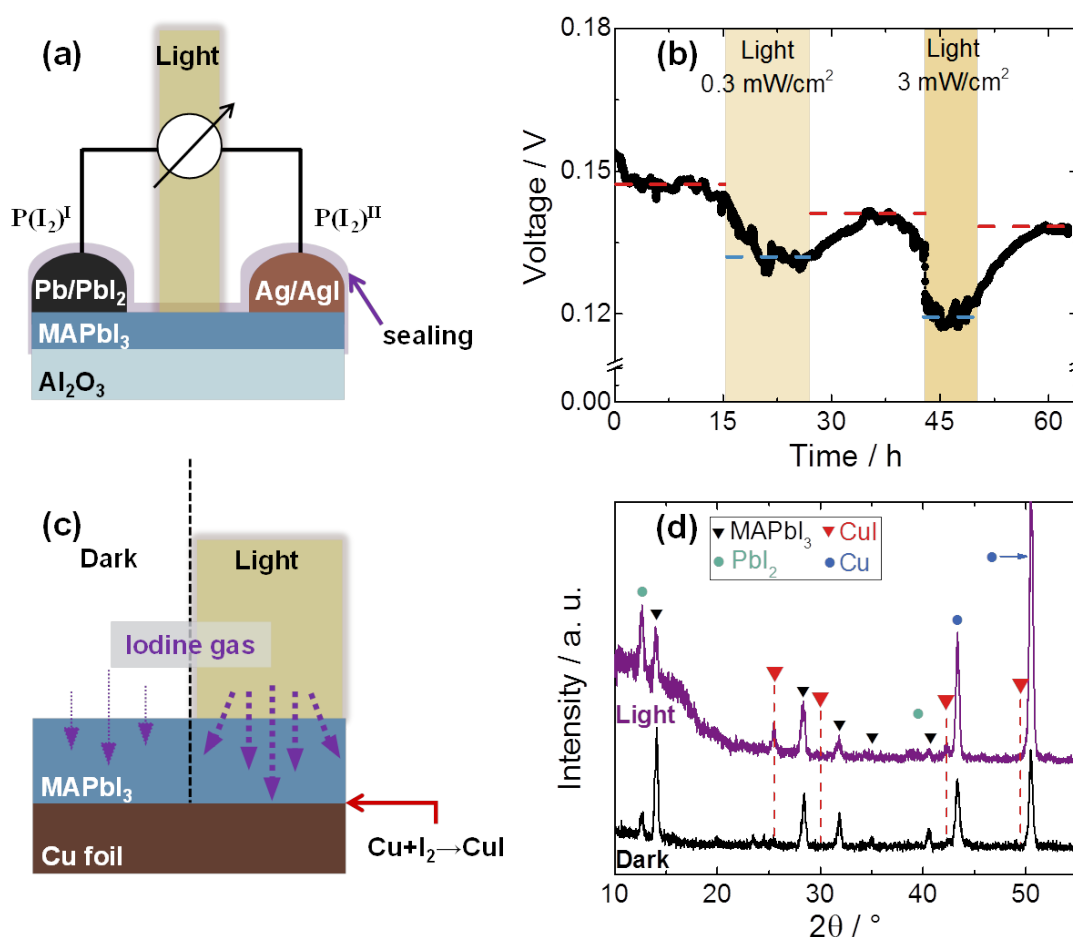 (a)
Light
P(I₂)ᴵ
P(I₂)ᴵᴵ
Pb/PbI₂
Ag/AgI
sealing
MAPbI₃
Al₂O₃
(b)
Light
0.3 mW/cm²
Light
3 mW/cm²
0.18
0.15
0.12
0.00
Voltage / V
0
15
30
45
60
Time / h
(c)
Dark
Light
Iodine gas
MAPbI₃
Cu foil
Cu+I₂→CuI
(d)
MAPbI₃
CuI
PbI₂
Cu
Light
Dark
Intensity / a. u.
10
20
30
40
50
2θ / °